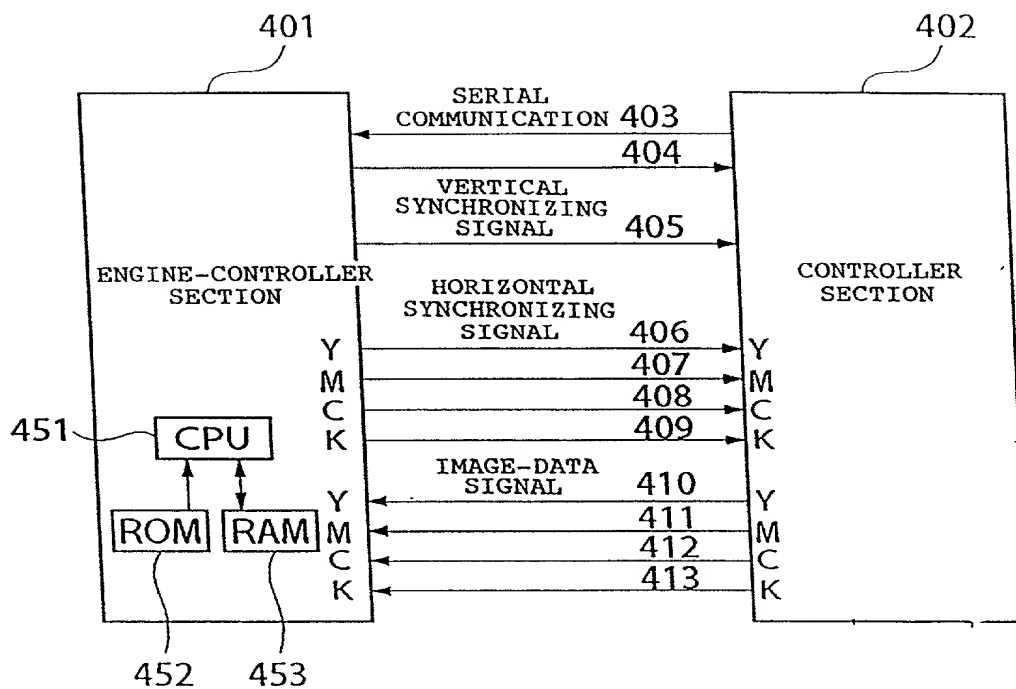 401
402
SERIAL
COMMUNICATION 403
404
VERTICAL
SYNCHRONIZING
SIGNAL 405
ENGINE-CONTROLLER
SECTION
CONTROLLER
SECTION
HORIZONTAL
SYNCHRONIZING
SIGNAL
Y 406 Y
M 407 M
C 408 C
K 409 K
451
CPU
ROM
RAM
IMAGE-DATA
SIGNAL
Y 410 Y
M 411 M
C 412 C
K 413 K
452
453